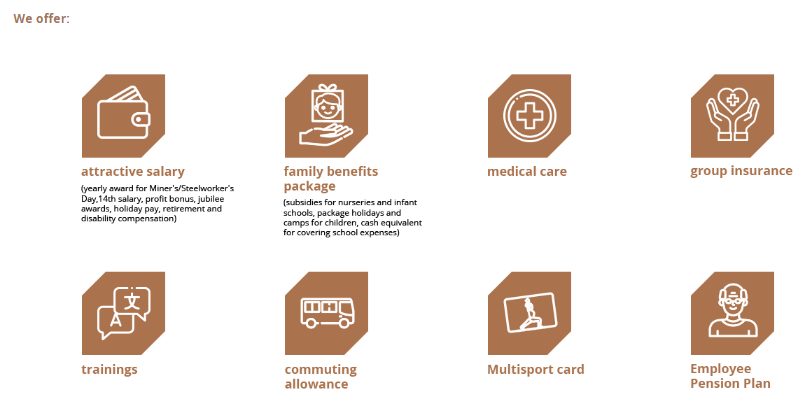 We offer:
attractive salary
(yearly award for Miner's/Steelworker's
Day,14th salary, profit bonus, jubilee
awards, holiday pay, retirement and
disability compensation)
family benefits
package
(subsidies for nurseries and infant
schools, package holidays and
camps for children, cash equivalent
for covering school expenses)
medical care
group insurance
文
A
trainings
commuting
allowance
Multisport card
Employee
Pension Plan